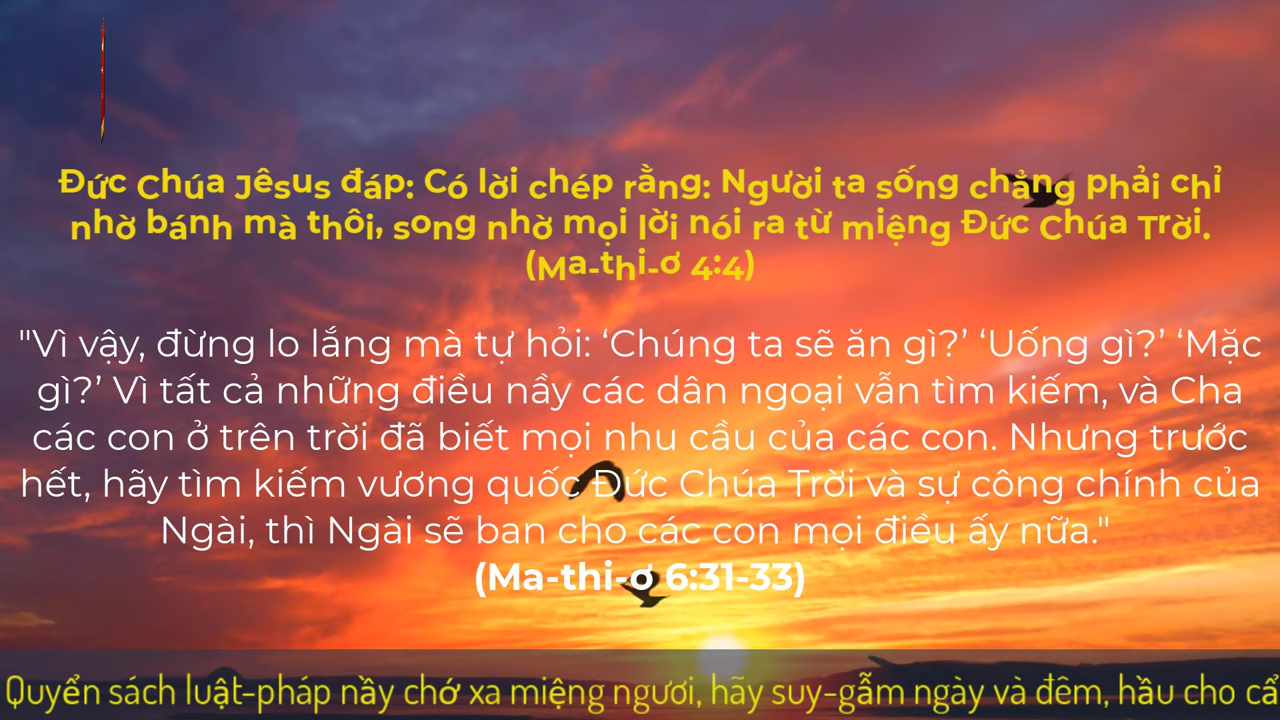 Đức Chúa Jêsus đáp: Có lời chép rằng: Người ta sống chẳng phải chỉ
nhờ bánh mà thôi, song nhờ mọi lời nói ra từ miệng Đức Chúa Trời.
(Ma-thi-ơ 4:4)
"Vì vậy, đừng lo lắng mà tự hỏi: ‘Chúng ta sẽ ăn gì?’ ‘Uống gì?’ ‘Mặc
gì?’ Vì tất cả những điều nầy các dân ngoại vẫn tìm kiếm, và Cha
các con ở trên trời đã biết mọi nhu cầu của các con. Nhưng trước
hết, hãy tìm kiếm vương quốc Đức Chúa Trời và sự công chính của
Ngài, thì Ngài sẽ ban cho các con mọi điều ấy nữa."
(Ma-thi-ơ 6:31-33)
Quyển sách luật-pháp nầy chớ xa miệng ngươi, hãy suy-gẫm ngày và đêm, hầu cho cẩ